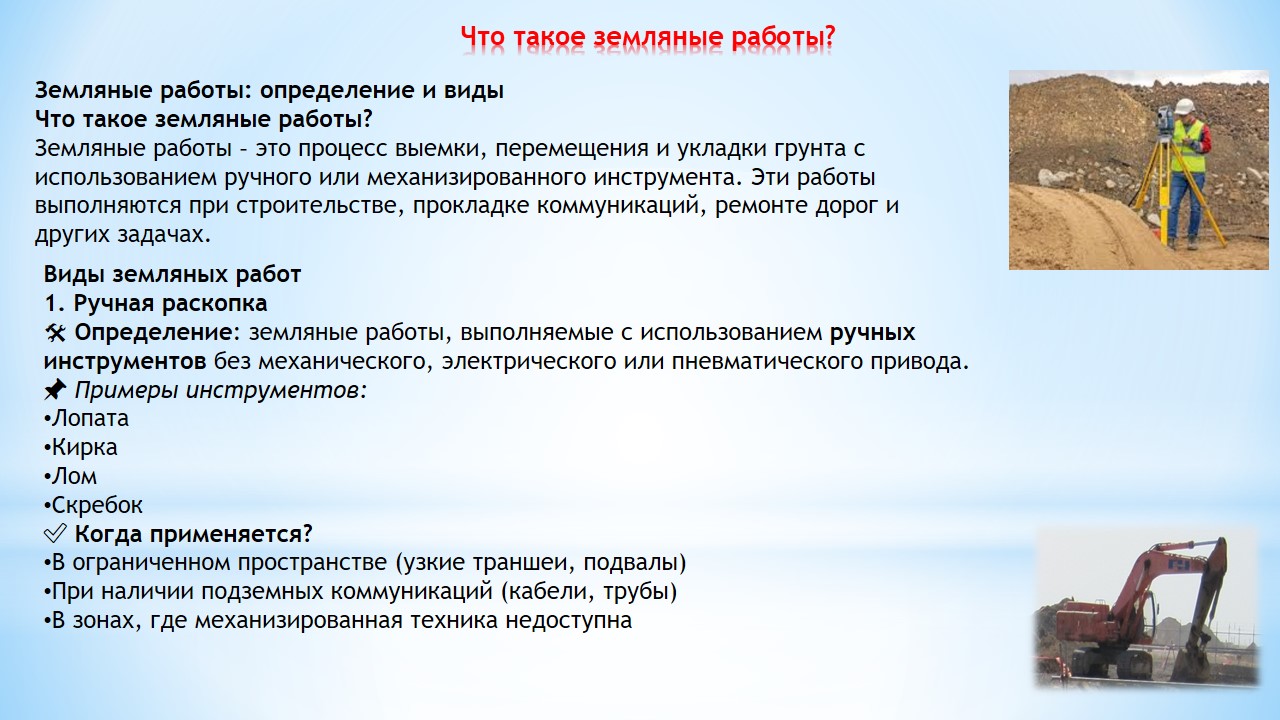 Что такое земляные работы?
Земляные работы: определение и виды
Что такое земляные работы?
Земляные работы – это процесс выемки, перемещения и укладки грунта с
использованием ручного или механизированного инструмента. Эти работы
выполняются при строительстве, прокладке коммуникаций, ремонте дорог и
других задачах.
Виды земляных работ
1. Ручная раскопка
🛠 Определение: земляные работы, выполняемые с использованием ручных
инструментов без механического, электрического или пневматического привода.
📌 Примеры инструментов:
•Лопата
•Кирка
•Лом
•Скребок
✅ Когда применяется?
•В ограниченном пространстве (узкие траншеи, подвалы)
•При наличии подземных коммуникаций (кабели, трубы)
•В зонах, где механизированная техника недоступна